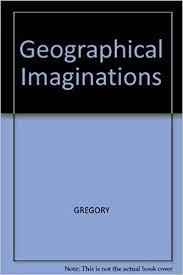 Geographical
Imaginations
GREGORY
Note: This is not the actual book cover